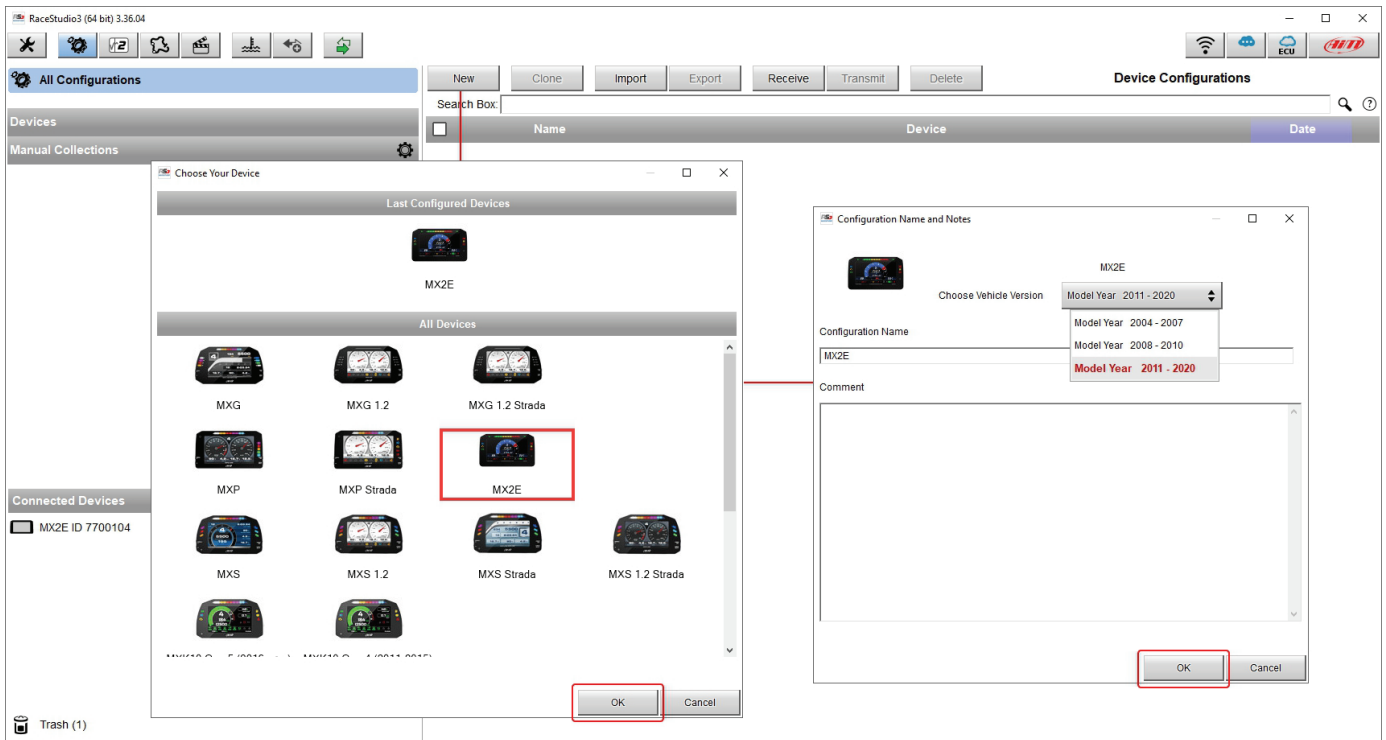 RaceStudio3 (64 bit) 3.36.04
ECU
All Configurations
New Clone Import Export Receive Transmit Delete
Device Configurations
Search Box:
Devices
Name Device Date
Manual Collections
Choose Your Device
Last Configured Devices
MX2E
All Devices
MXG MXG 1.2 MXG 1.2 Strada
MXP MXP Strada MX2E
MXS MXS 1.2 MXS Strada MXS 1.2 Strada
OK Cancel
Configuration Name and Notes
MX2E
Choose Vehicle Version Model Year 2011 - 2020
Model Year 2004 - 2007
Model Year 2008 - 2010
Model Year 2011 - 2020
Configuration Name
MX2E
Comment
OK Cancel
Connected Devices
MX2E ID 7700104
Trash (1)